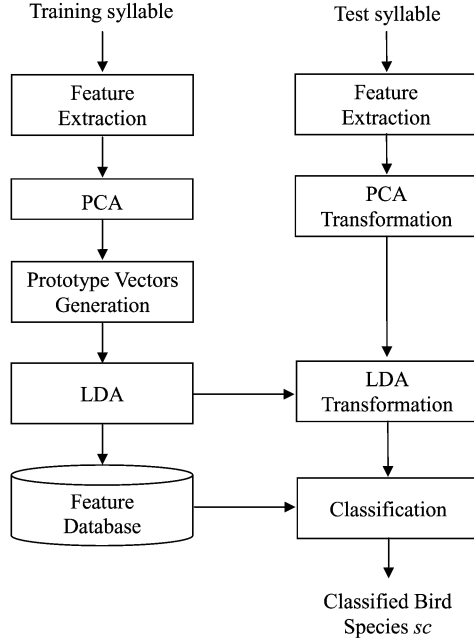 Training syllable
Feature
Extraction
PCA
Prototype Vectors
Generation
LDA
Feature
Database
Test syllable
Feature
Extraction
PCA
Transformation
LDA
Transformation
Classification
Classified Bird
Species sc